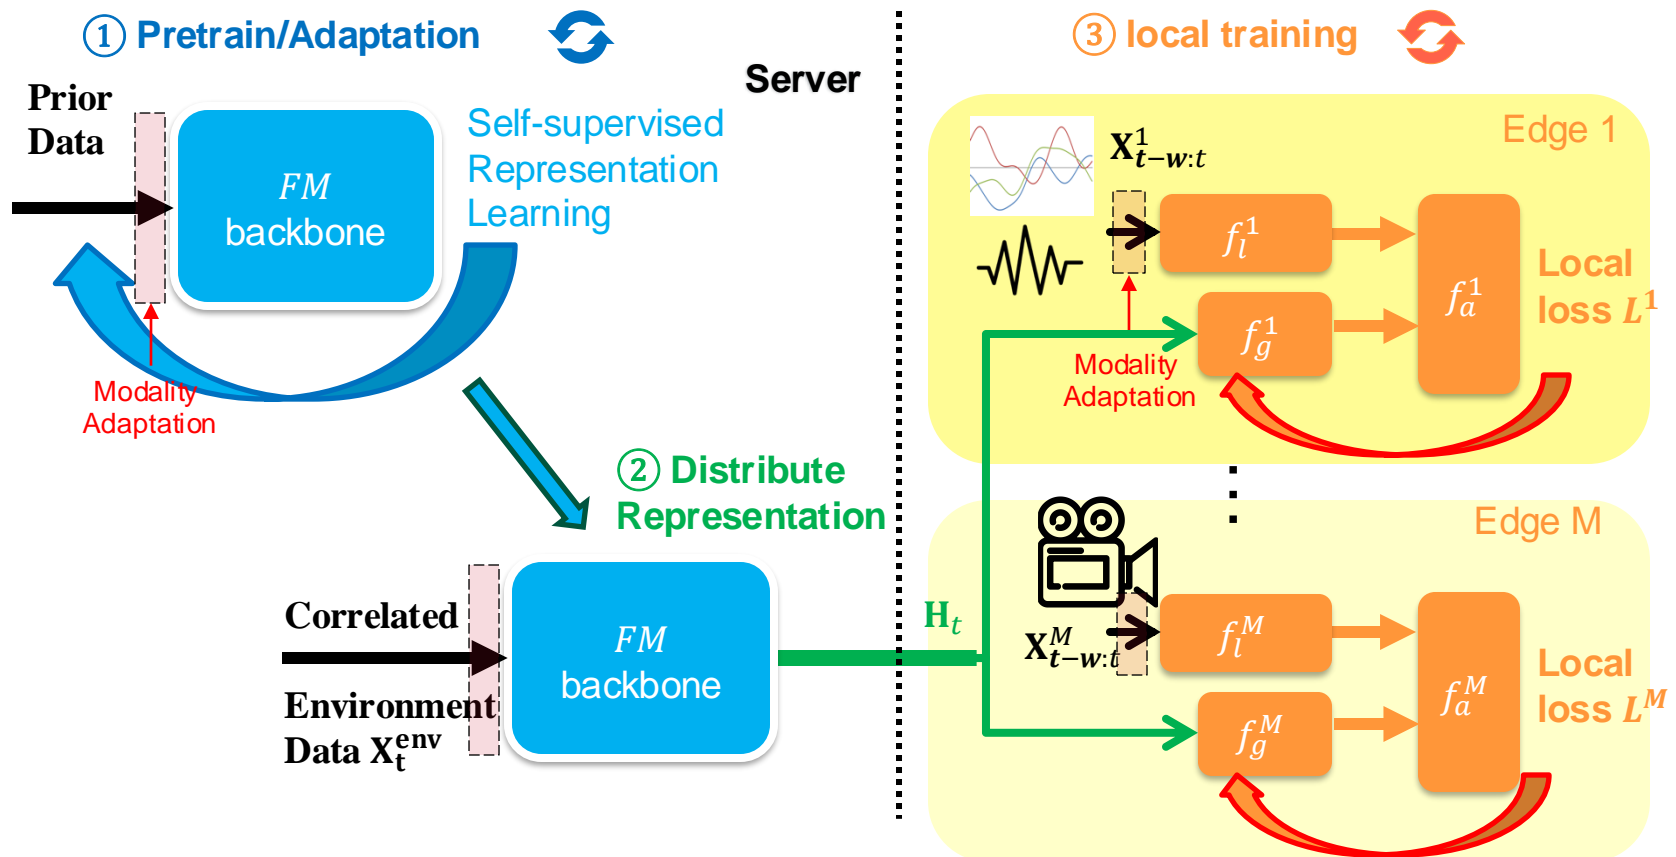 ① Pretrain/Adaptation
Server
Prior
Data
FM
backbone
Self-supervised
Representation
Learning
Modality
Adaptation
② Distribute
Representation
Correlated
Environment
Data X_t^env
FM
backbone
H_t
③ local training
Edge 1
X^1_{t−w:t}
f_l^1
f_g^1
f_a^1
Local
loss L^1
Modality
Adaptation
Edge M
X^M_{t−w:t}
f_l^M
f_g^M
f_a^M
Local
loss L^M